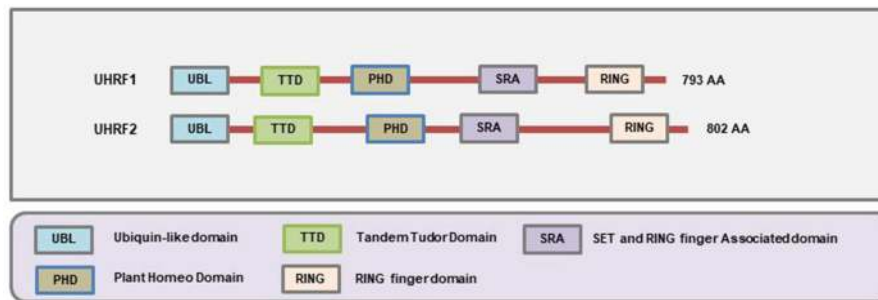 UHRF1 UBL TTD PHD SRA RING 793 AA
UHRF2 UBL TTD PHD SRA RING 802 AA
UBL Ubiquin-like domain TTD Tandem Tudor Domain SRA SET and RING finger Associated domain
PHD Plant Homeo Domain RING RING finger domain